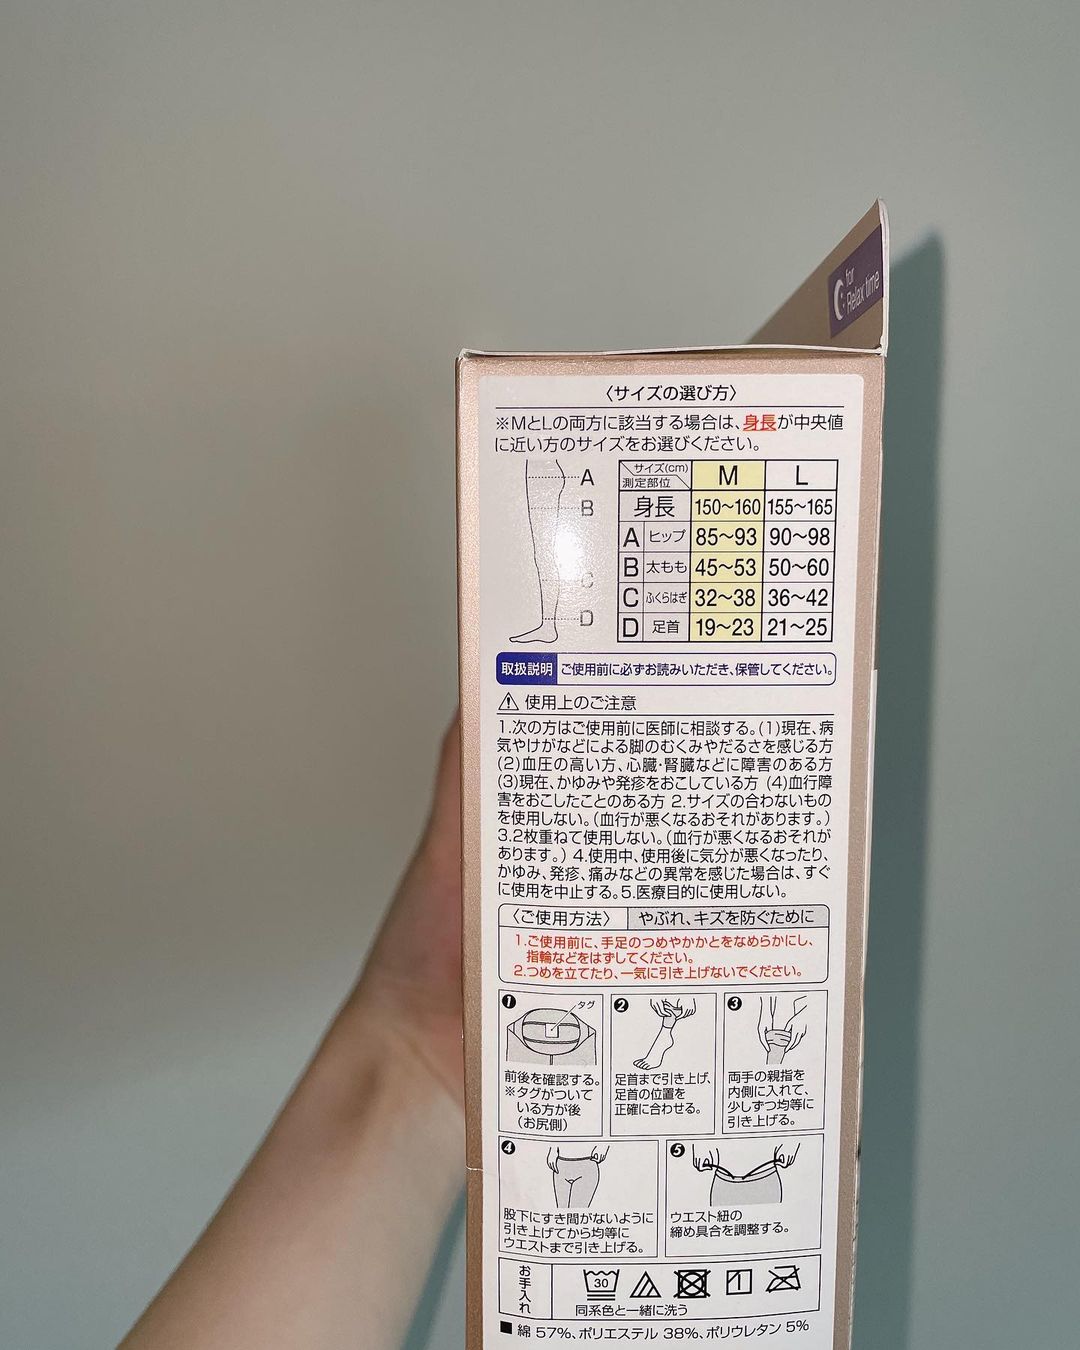 for
Relax time
〈サイズの選び方〉
※MとLの両方に該当する場合は、身長が中央値
に近い方のサイズをお選びください。
A
B
C
D
サイズ(cm) M L
測定部位
身長 150〜160 155〜165
A ヒップ 85〜93 90〜98
B 太もも 45〜53 50〜60
C ふくらはぎ 32〜38 36〜42
D 足首 19〜23 21〜25
取扱説明 ご使用前に必ずお読みいただき、保管してください。
⚠ 使用上のご注意
1.次の方はご使用前に医師に相談する。(1)現在、病
気やけがなどによる脚のむくみやだるさを感じる方
(2)血圧の高い方、心臓・腎臓などに障害のある方
(3)現在、かゆみや発疹をおこしている方 (4)血行障
害をおこしたことのある方 2.サイズの合わないもの
を使用しない。(血行が悪くなるおそれがあります。)
3.2枚重ねて使用しない。(血行が悪くなるおそれが
あります。) 4.使用中、使用後に気分が悪くなったり、
かゆみ、発疹、痛みなどの異常を感じた場合は、すぐ
に使用を中止する。5.医療目的に使用しない。
〈ご使用方法〉 やぶれ、キズを防ぐために
1.ご使用前に、手足のつめやかかとをなめらかにし、
指輪などをはずしてください。
2.つめを立てたり、一気に引き上げないでください。
❶ タグ
前後を確認する。
※タグがついて
いる方が後
(お尻側)
❷
足首まで引き上げ、
足首の位置を
正確に合わせる。
❸
両手の親指を
内側に入れて、
少しずつ均等に
引き上げる。
❹
股下にすき間がないように
引き上げてから均等に
ウエストまで引き上げる。
❺
ウエスト紐の
締め具合を調整する。
お手入れ
30
同系色と一緒に洗う
■ 綿 57%、ポリエステル 38%、ポリウレタン 5%